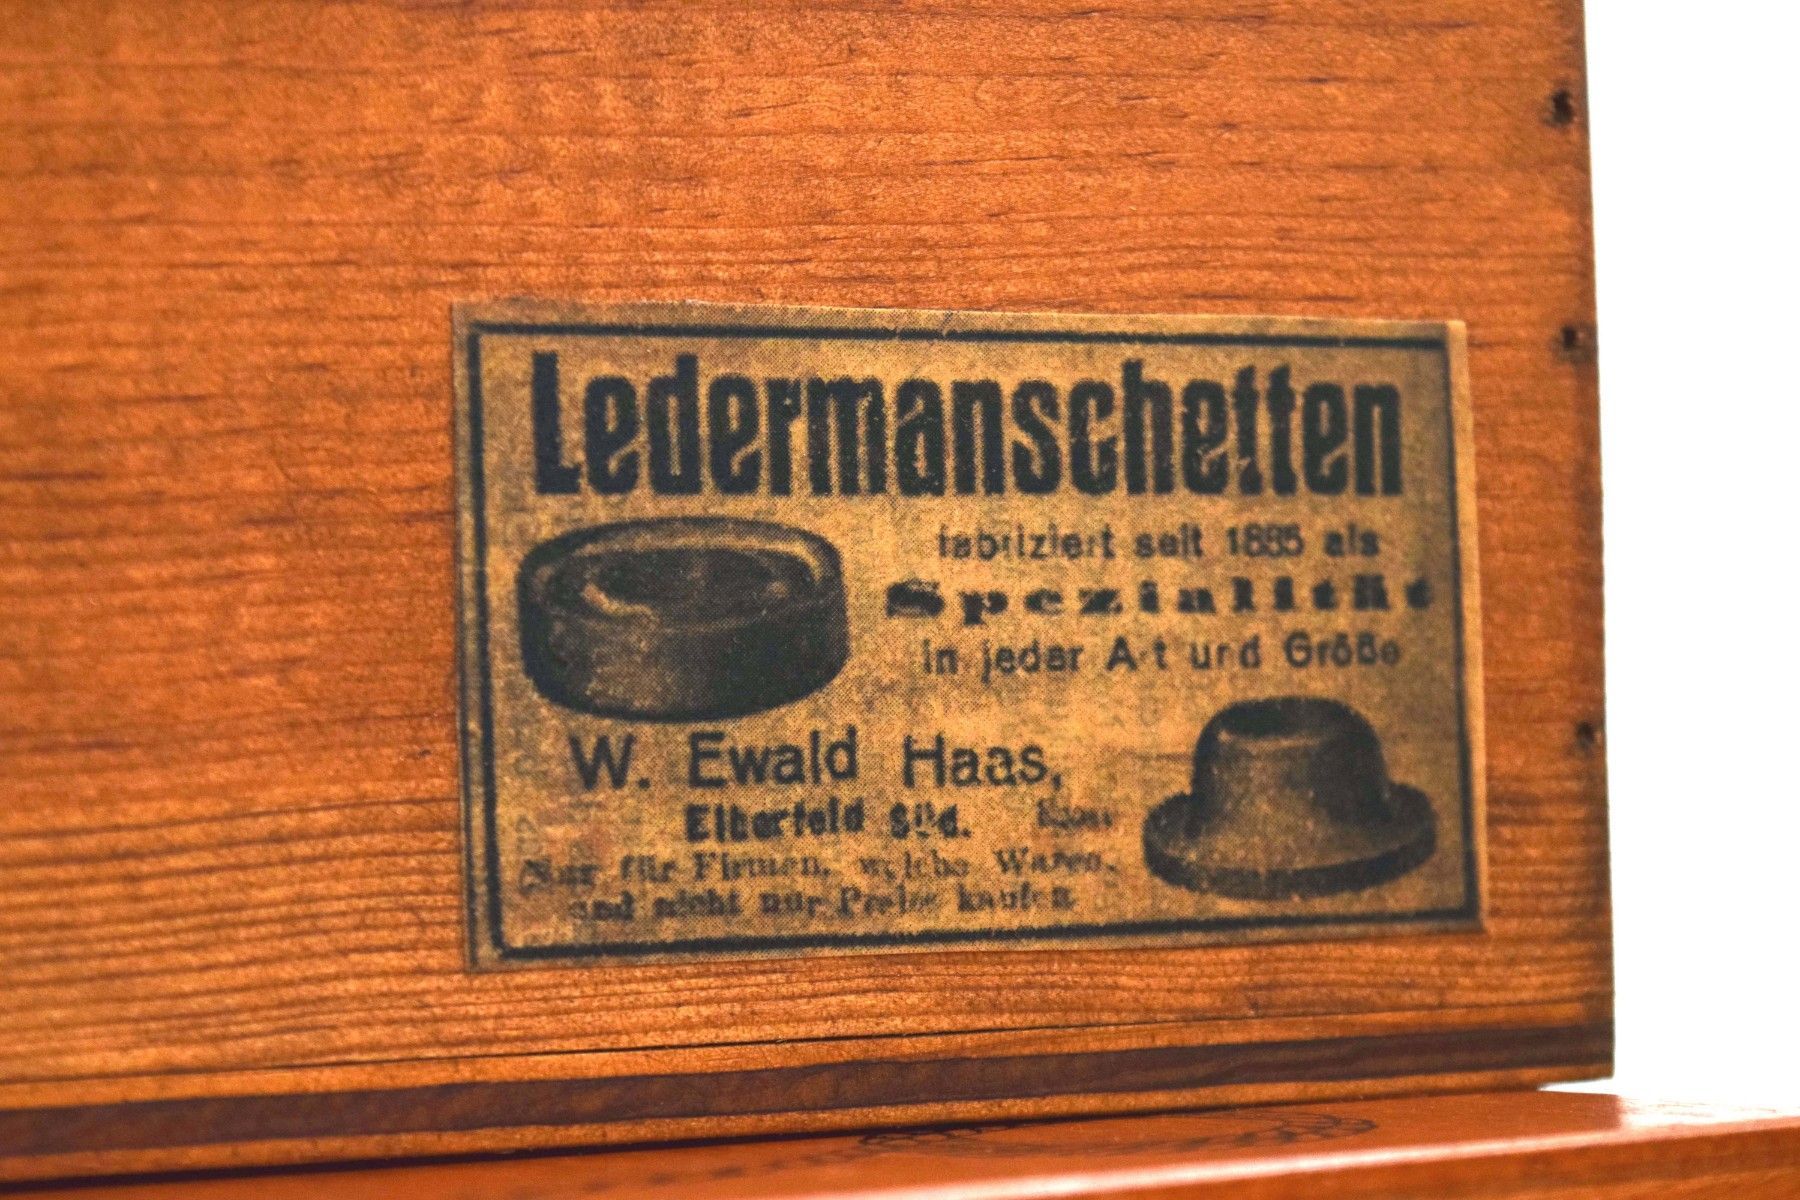 Ledermanschetten
fabriziert seit 1885 als
Spezialität
in jeder Art und Größe
W. Ewald Haas,
Elberfeld Süd.
Nur für Firmen, welche Waren,
und nicht nur Preise kaufen